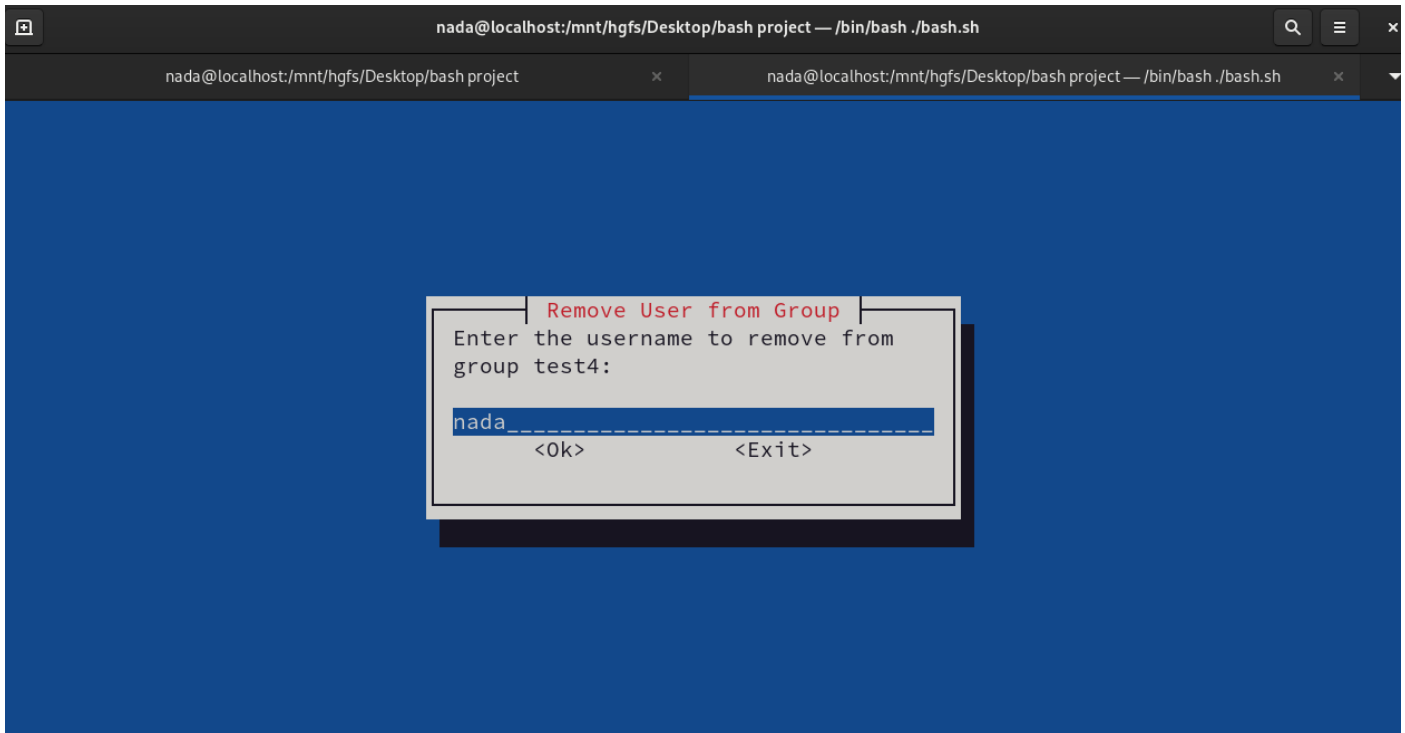 nada@localhost:/mnt/hgfs/Desktop/bash project — /bin/bash ./bash.sh
nada@localhost:/mnt/hgfs/Desktop/bash project
nada@localhost:/mnt/hgfs/Desktop/bash project — /bin/bash ./bash.sh
Remove User from Group
Enter the username to remove from
group test4:
nada________________________________
<Ok> <Exit>